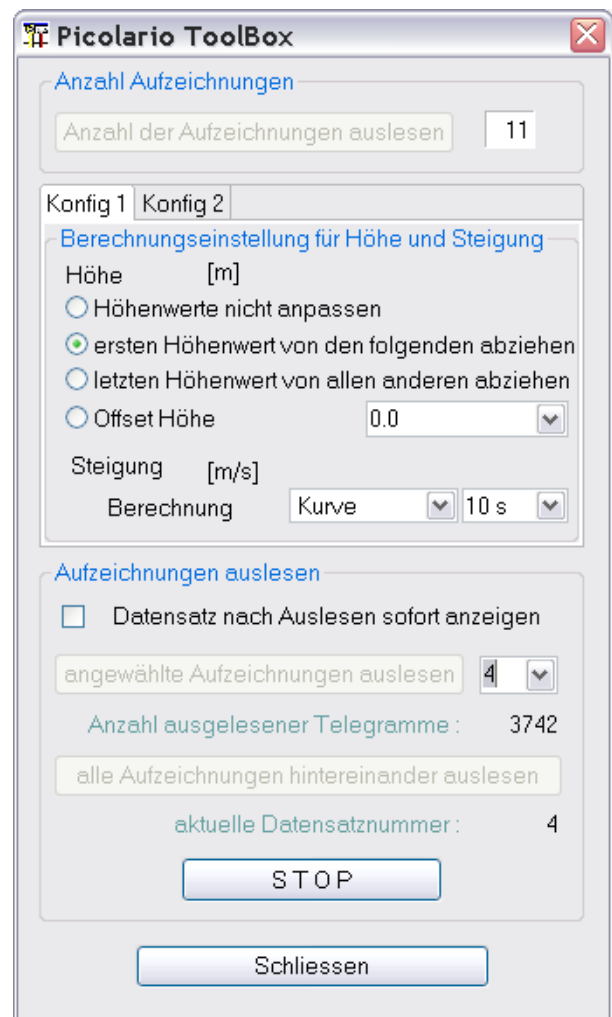 Picolario ToolBox
Anzahl Aufzeichnungen
Anzahl der Aufzeichnungen auslesen 11
Konfig 1 Konfig 2
Berechnungseinstellung für Höhe und Steigung
Höhe [m]
Höhenwerte nicht anpassen
ersten Höhenwert von den folgenden abziehen
letzten Höhenwert von allen anderen abziehen
Offset Höhe 0.0
Steigung [m/s]
Berechnung Kurve 10 s
Aufzeichnungen auslesen
Datensatz nach Auslesen sofort anzeigen
angewählte Aufzeichnungen auslesen 4
Anzahl ausgelesener Telegramme : 3742
alle Aufzeichnungen hintereinander auslesen
aktuelle Datensatznummer : 4
S T O P
Schliessen